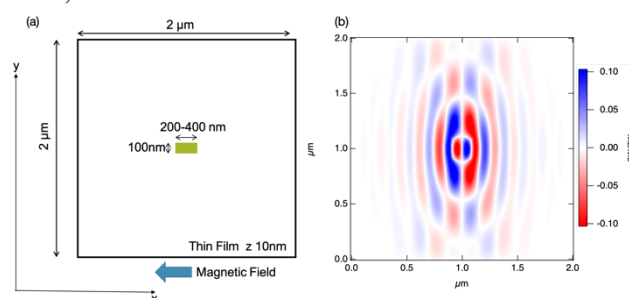 (a)
2 µm
y
2 µm
200-400 nm
100nm
Thin Film z 10nm
Magnetic Field
(b)
2.0
1.5
1.0
0.5
0.0
µm
0.0 0.5 1.0 1.5 2.0
µm
0.10
0.05
0.00
-0.05
-0.10